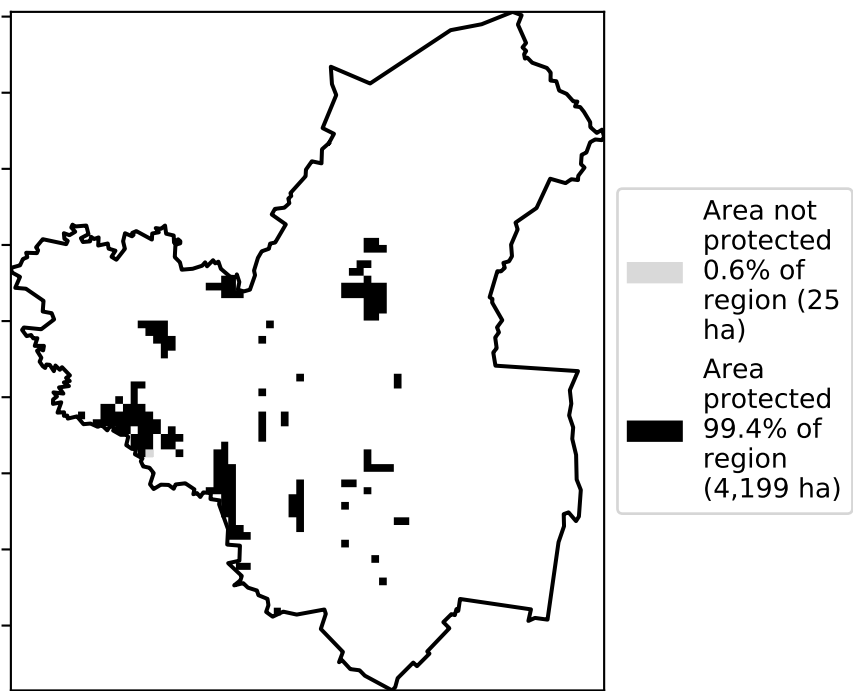 Area not
protected
0.6% of
region (25
ha)
Area
protected
99.4% of
region
(4,199 ha)